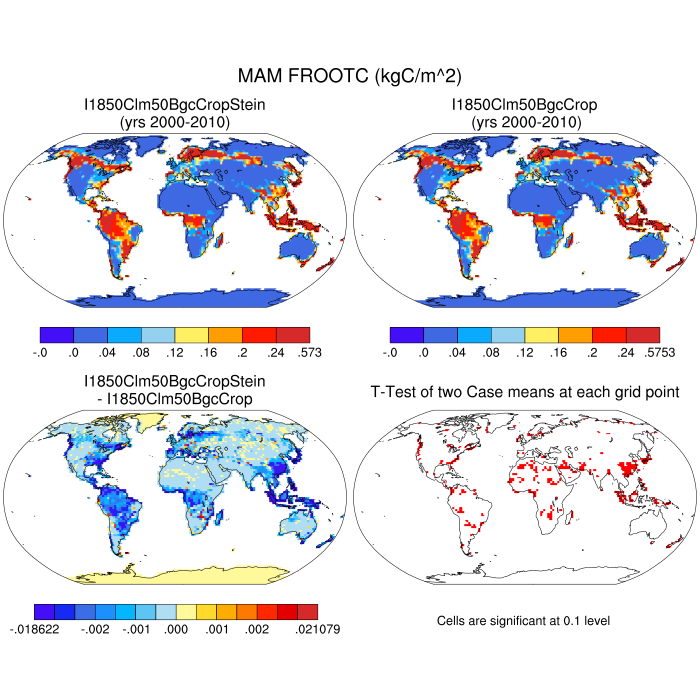 MAM FROOTC (kgC/m^2)
I1850Clm50BgcCropStein
(yrs 2000-2010)
I1850Clm50BgcCrop
(yrs 2000-2010)
-.0 .0 .04 .08 .12 .16 .2 .24 .573
-.0 .0 .04 .08 .12 .16 .2 .24 .5753
I1850Clm50BgcCropStein
- I1850Clm50BgcCrop
T-Test of two Case means at each grid point
-.018622 -.002 -.001 .000 .001 .002 .021079
Cells are significant at 0.1 level